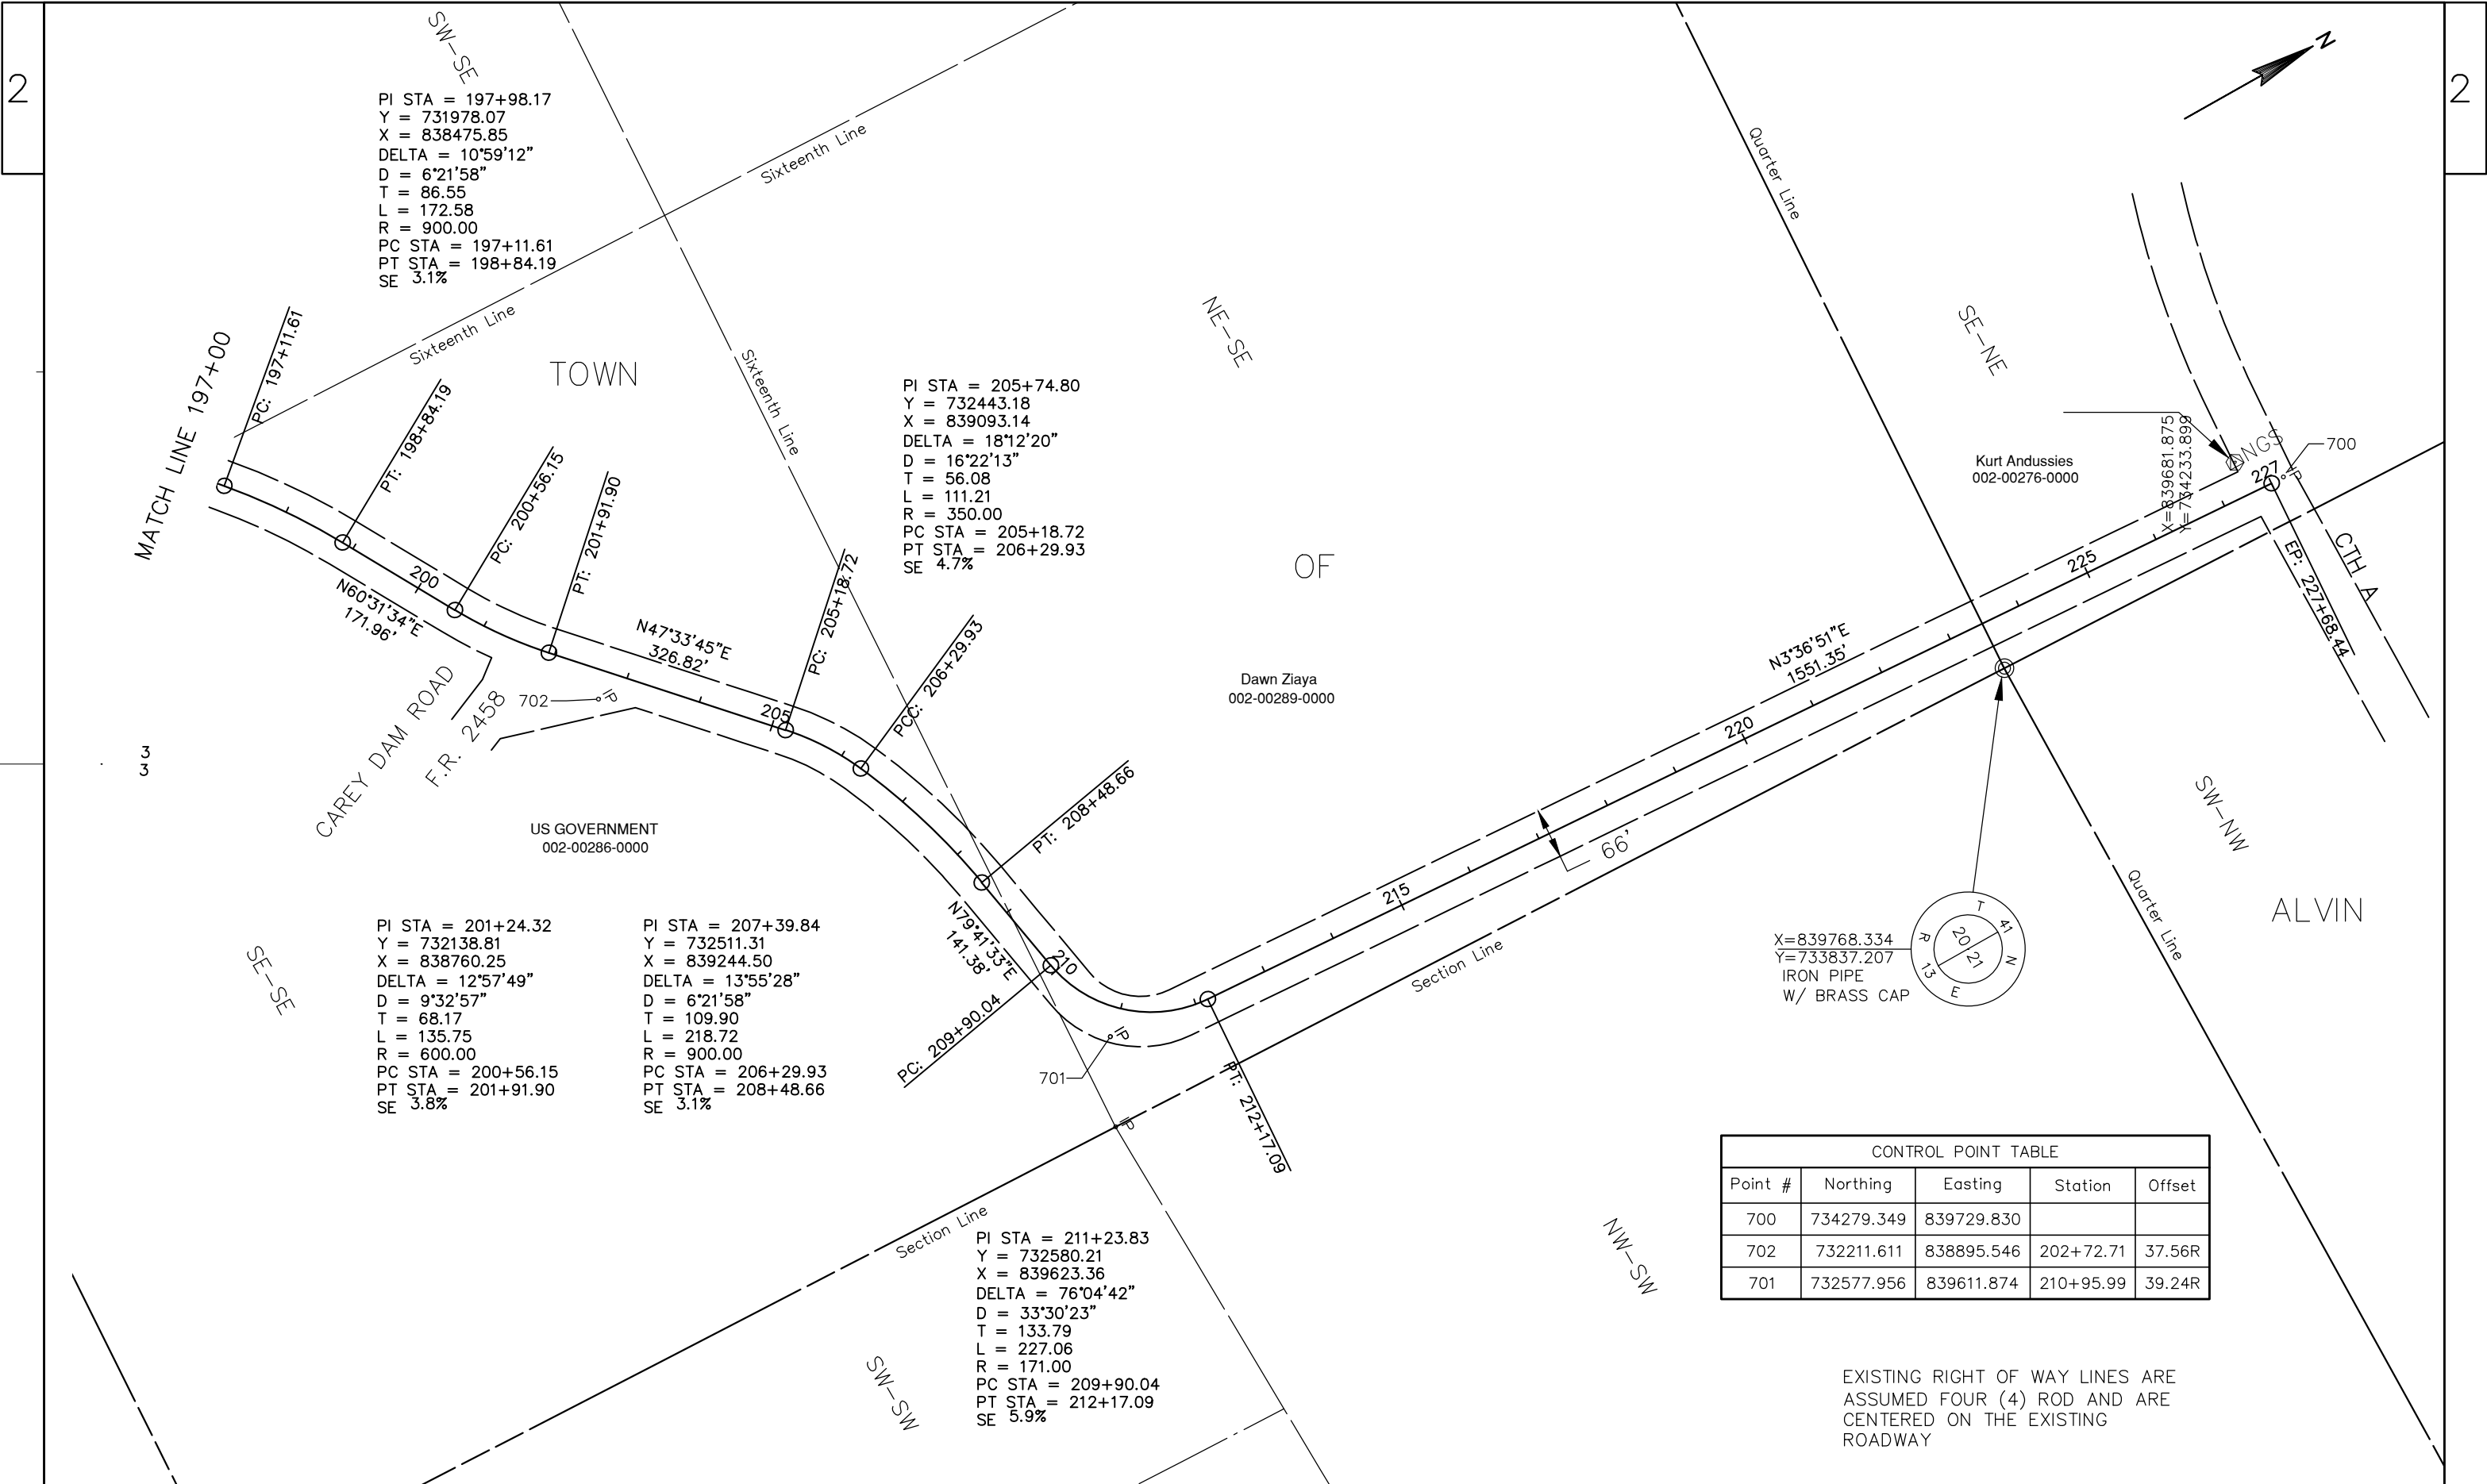 2
2
N
SW-SE
PI STA = 197+98.17
Y = 731978.07
X = 838475.85
DELTA = 10°59'12"
D = 6°21'58"
T = 86.55
L = 172.58
R = 900.00
PC STA = 197+11.61
PT STA = 198+84.19
SE 3.1%
Sixteenth Line
Sixteenth Line
Sixteenth Line
Quarter Line
MATCH LINE 197+00
PC: 197+11.61
PT: 198+84.19
PC: 200+56.15
PT: 201+91.90
TOWN
NE-SE
SE-NE
PI STA = 205+74.80
Y = 732443.18
X = 839093.14
DELTA = 18°12'20"
D = 16°22'13"
T = 56.08
L = 111.21
R = 350.00
PC STA = 205+18.72
PT STA = 206+29.93
SE 4.7%
Kurt Andussies
002-00276-0000
X=839681.875
Y=734233.899
700
227
IP
CTH A
EP: 227+68.44
225
OF
200
N60°31'34"E
171.96'
N47°33'45"E
326.82'
PC: 205+18.72
PCC: 206+29.93
N3°36'51"E
1551.35'
Dawn Ziaya
002-00289-0000
CAREY DAM ROAD
F.R. 2458
702
IP
205
220
3
3
US GOVERNMENT
002-00286-0000
PT: 208+48.66
66'
215
SW-NW
Quarter Line
ALVIN
SE-SE
PI STA = 201+24.32
Y = 732138.81
X = 838760.25
DELTA = 12°57'49"
D = 9°32'57"
T = 68.17
L = 135.75
R = 600.00
PC STA = 200+56.15
PT STA = 201+91.90
SE 3.8%
PI STA = 207+39.84
Y = 732511.31
X = 839244.50
DELTA = 13°55'28"
D = 6°21'58"
T = 109.90
L = 218.72
R = 900.00
PC STA = 206+29.93
PT STA = 208+48.66
SE 3.1%
N79°41'33"E
141.38'
210
PC: 209+90.04
701
IP
PT: 212+17.09
IP
Section Line
Section Line
X=839768.334
Y=733837.207
IRON PIPE
W/ BRASS CAP
T 41 N
R 13 E
20 21
CONTROL POINT TABLE
Point # Northing Easting Station Offset
700 734279.349 839729.830
702 732211.611 838895.546 202+72.71 37.56R
701 732577.956 839611.874 210+95.99 39.24R
NW-SW
SW-SW
PI STA = 211+23.83
Y = 732580.21
X = 839623.36
DELTA = 76°04'42"
D = 33°30'23"
T = 133.79
L = 227.06
R = 171.00
PC STA = 209+90.04
PT STA = 212+17.09
SE 5.9%
EXISTING RIGHT OF WAY LINES ARE
ASSUMED FOUR (4) ROD AND ARE
CENTERED ON THE EXISTING
ROADWAY